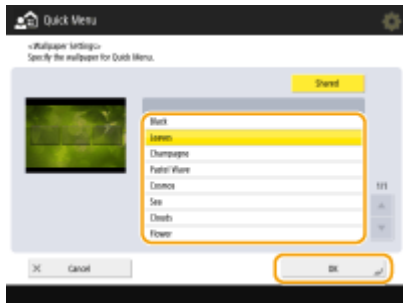 Quick Menu
<Wallpaper Settings>
Specify the wallpaper for Quick Menu.
Shared
Black
Leaves
Champagne
Pastel Wave
Cosmos
Sea
1/1
Clouds
Flower
Cancel
OK